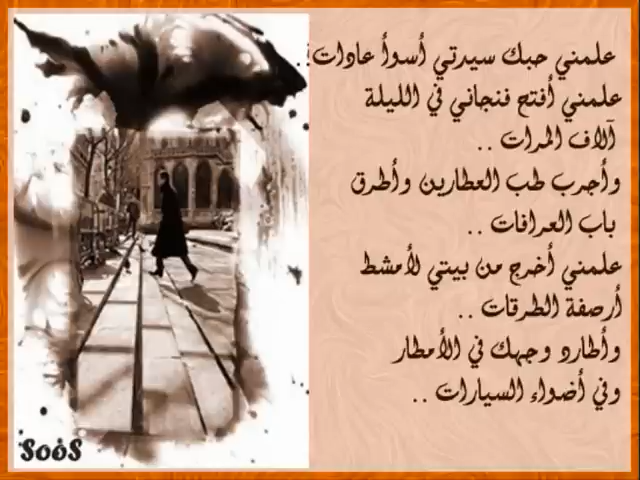 علمني حبك سيدتي أسوأ عادات..
علمني أفتح فنجاني في الليلة
آلاف المرات ..
وأجرب طب العطارين وأطرق
باب العرافات ..
علمني أخرج من بيتي لأمشط
أرصفة الطرقات ..
وأطارد وجهك في الأمطار
وفي أضواء السيارات ..
SooS